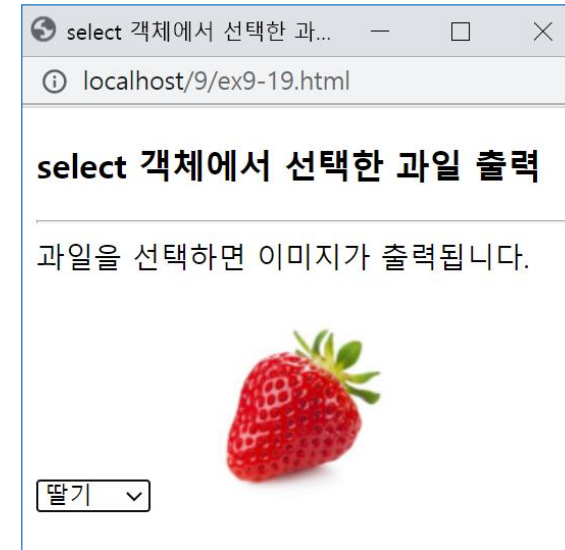 select 객체에서 선택한 과...
localhost/9/ex9-19.html
select 객체에서 선택한 과일 출력
과일을 선택하면 이미지가 출력됩니다.
딸기